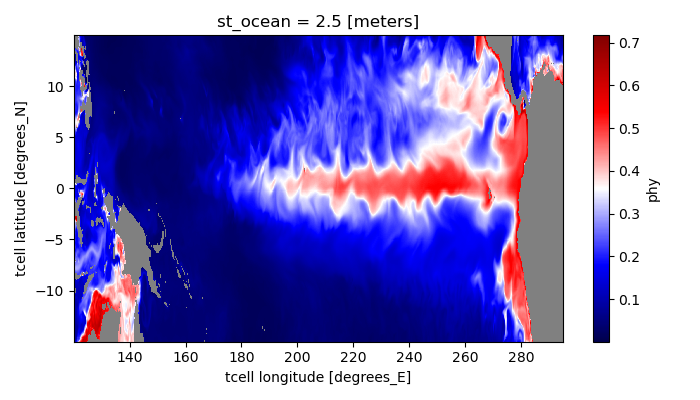 st_ocean = 2.5 [meters]
10
5
0
−5
−10
tcell latitude [degrees_N]
140 160 180 200 220 240 260 280
tcell longitude [degrees_E]
0.7
0.6
0.5
0.4
0.3
0.2
0.1
phy